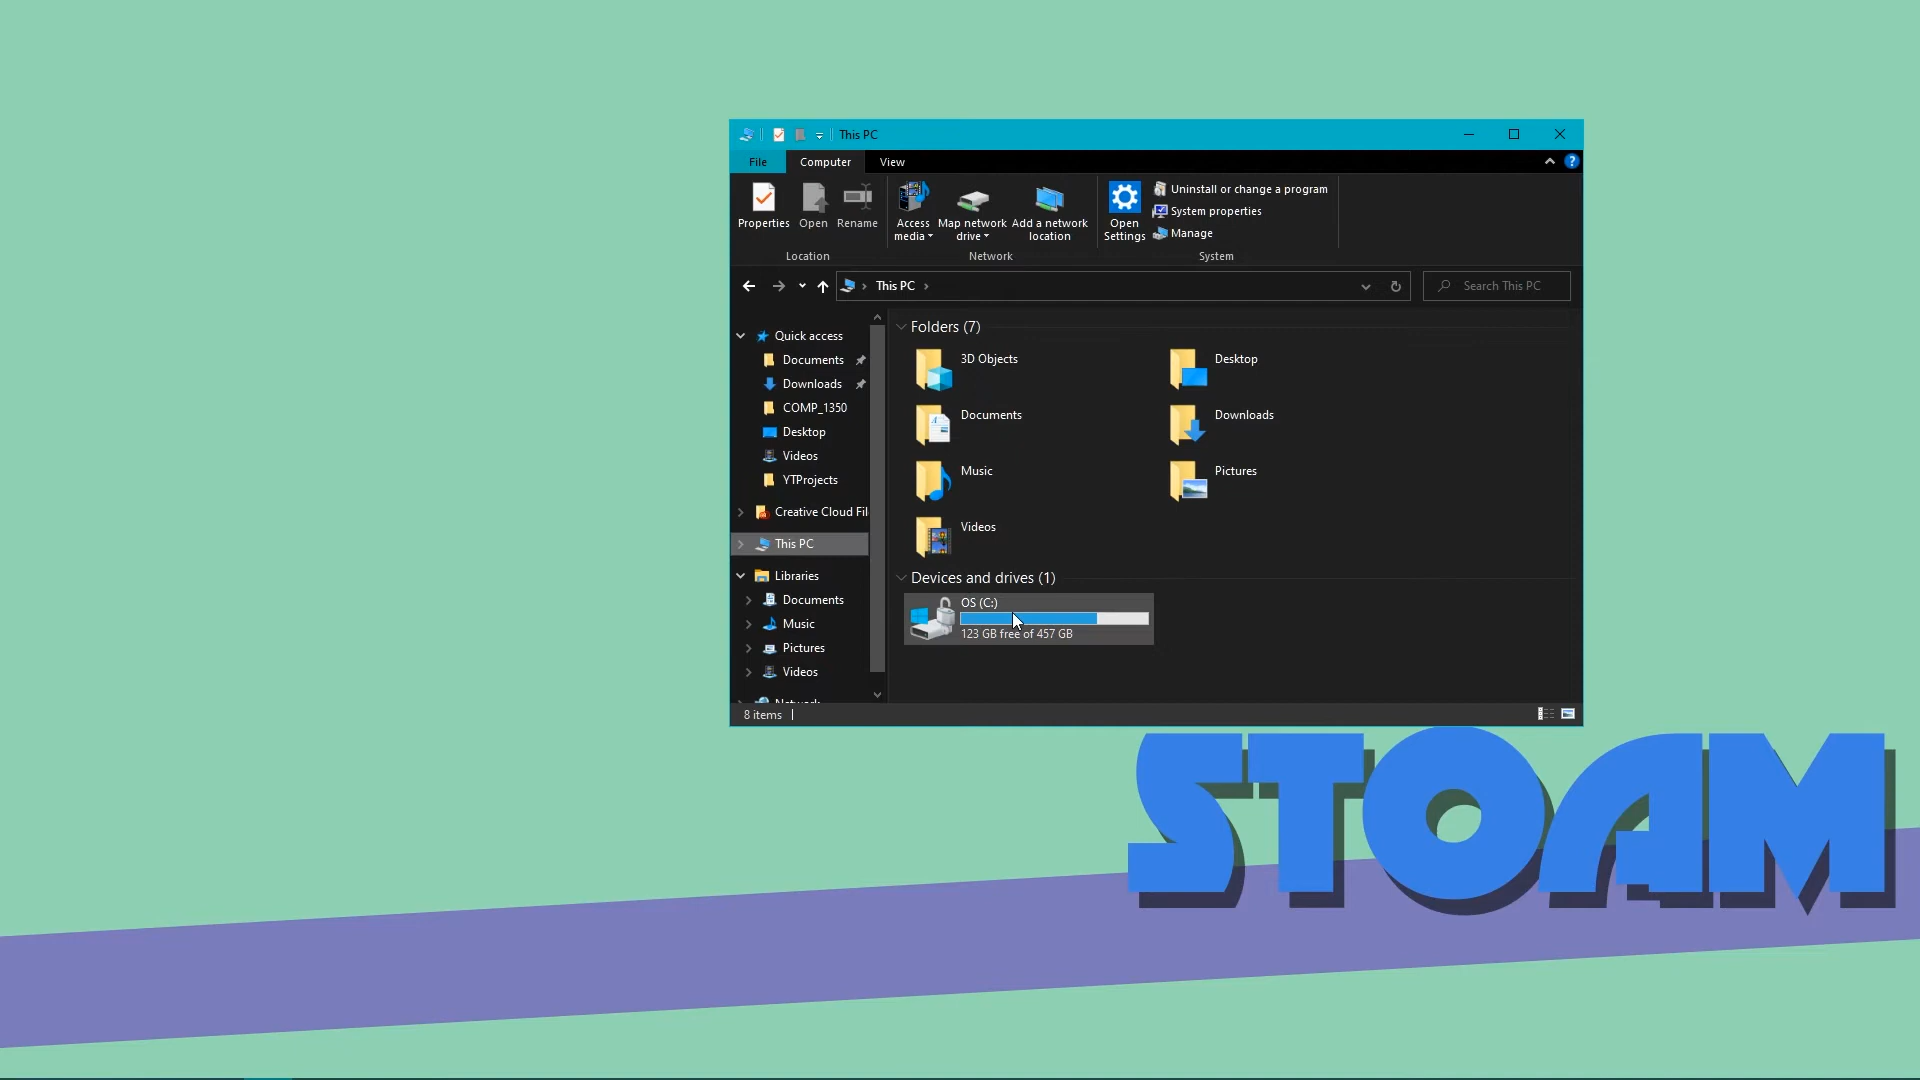 This PC
File
Computer
View
Properties
Open
Rename
Access media
Map network drive
Add a network location
Open Settings
Uninstall or change a program
System properties
Manage
Location
Network
System
This PC
Search This PC
Quick access
Documents
Downloads
COMP_1350
Desktop
Videos
YTProjects
Creative Cloud Fil
This PC
Libraries
Documents
Music
Pictures
Videos
Network
Folders (7)
3D Objects
Desktop
Documents
Downloads
Music
Pictures
Videos
Devices and drives (1)
OS (C:)
123 GB free of 457 GB
8 items
STOAM